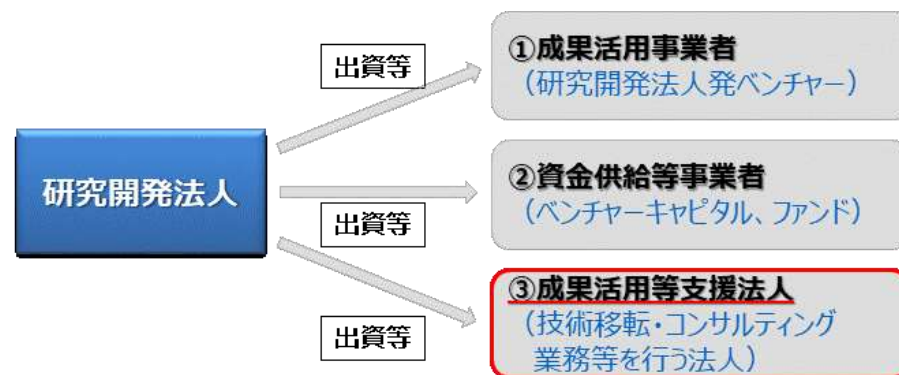 研究開発法人
出資等
①成果活用事業者
(研究開発法人発ベンチャー)
出資等
②資金供給等事業者
(ベンチャーキャピタル、ファンド)
出資等
③成果活用等支援法人
(技術移転・コンサルティング
業務等を行う法人)